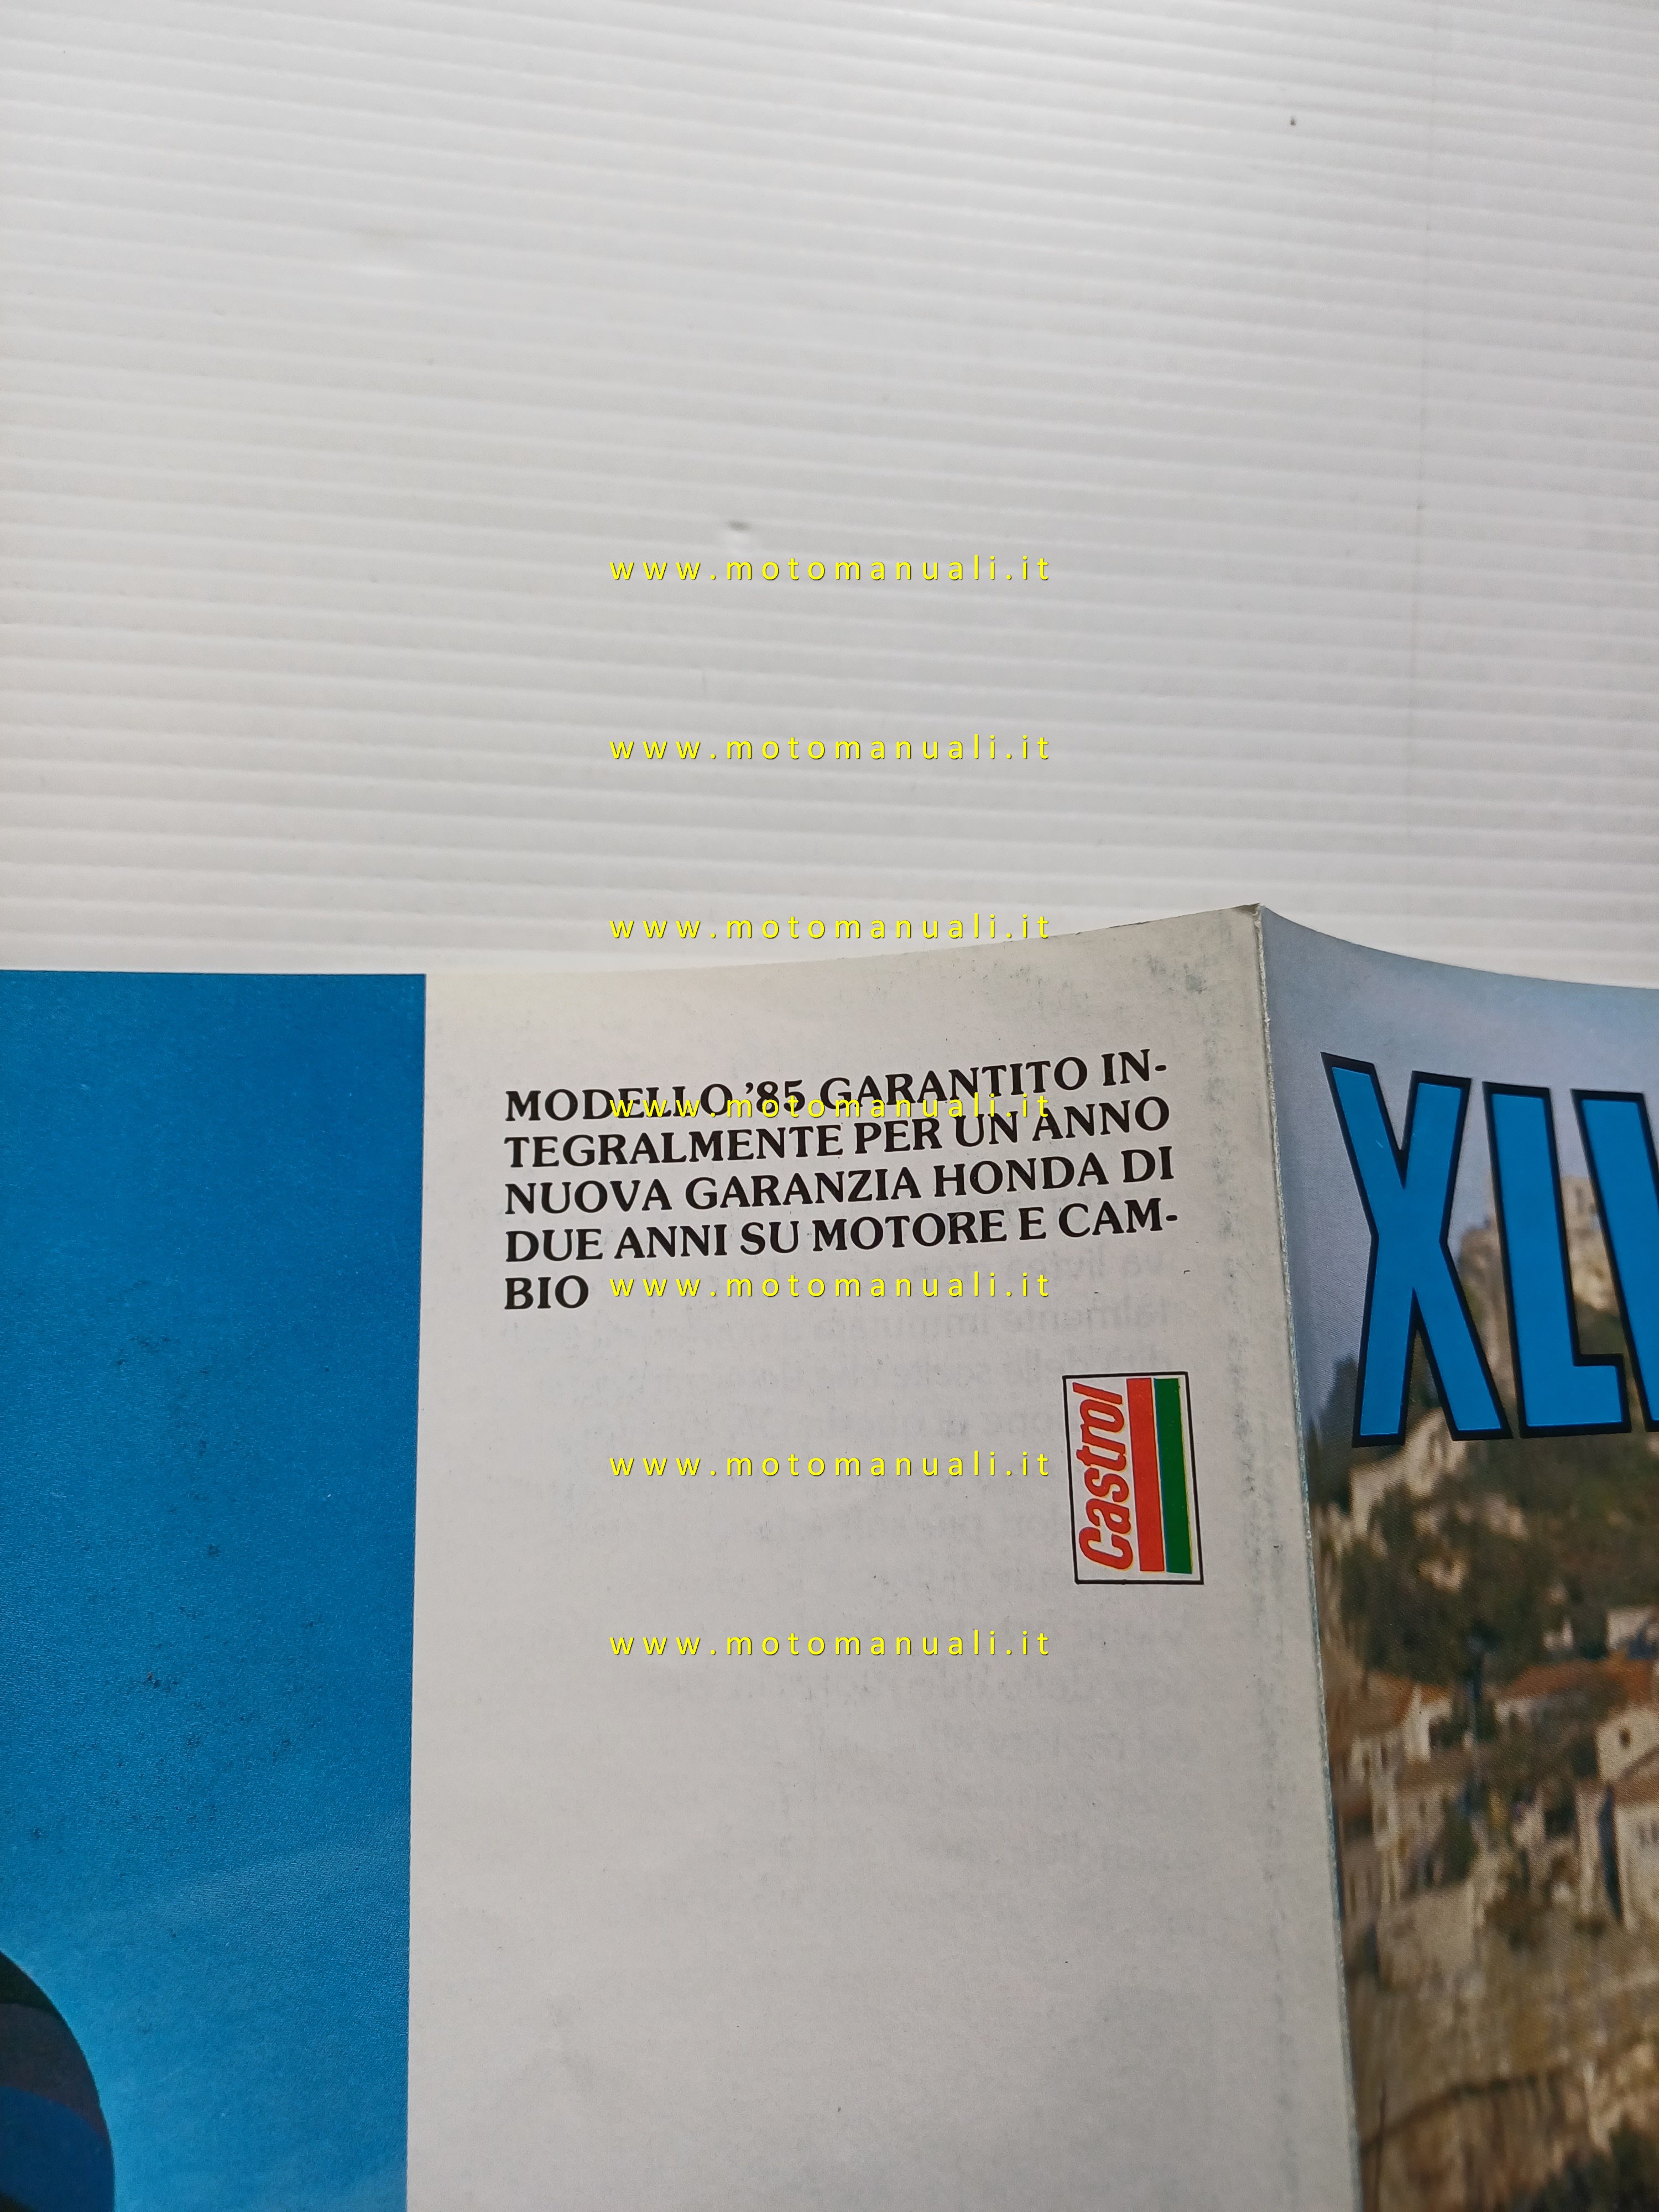 www.motomanuali.it
www.motomanuali.it
www.motomanuali.it
MODELLO '85 GARANTITO IN-
www.motomanuali.it
TEGRALMENTE PER UN ANNO
NUOVA GARANZIA HONDA DI
DUE ANNI SU MOTORE E CAM-
BIO
www.motomanuali.it
Castrol
www.motomanuali.it
www.motomanuali.it